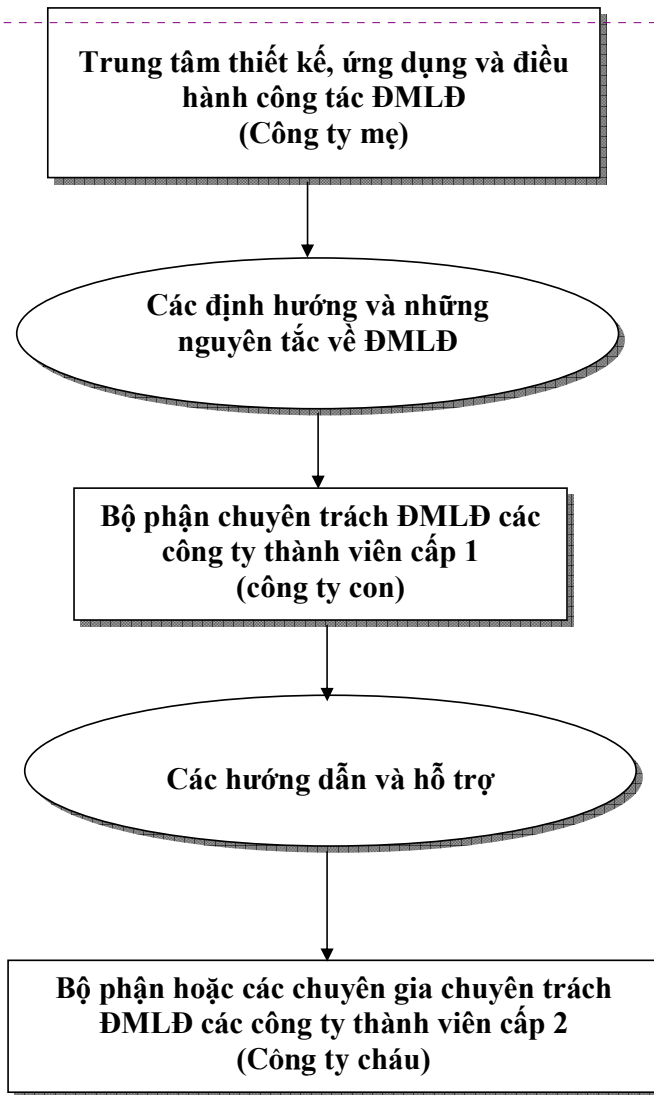 Trung tâm thiết kế, ứng dụng và điều
hành công tác ĐMLĐ
(Công ty mẹ)
Các định hướng và những
nguyên tắc về ĐMLĐ
Bộ phận chuyên trách ĐMLĐ các
công ty thành viên cấp 1
(công ty con)
Các hướng dẫn và hỗ trợ
Bộ phận hoặc các chuyên gia chuyên trách
ĐMLĐ các công ty thành viên cấp 2
(Công ty cháu)